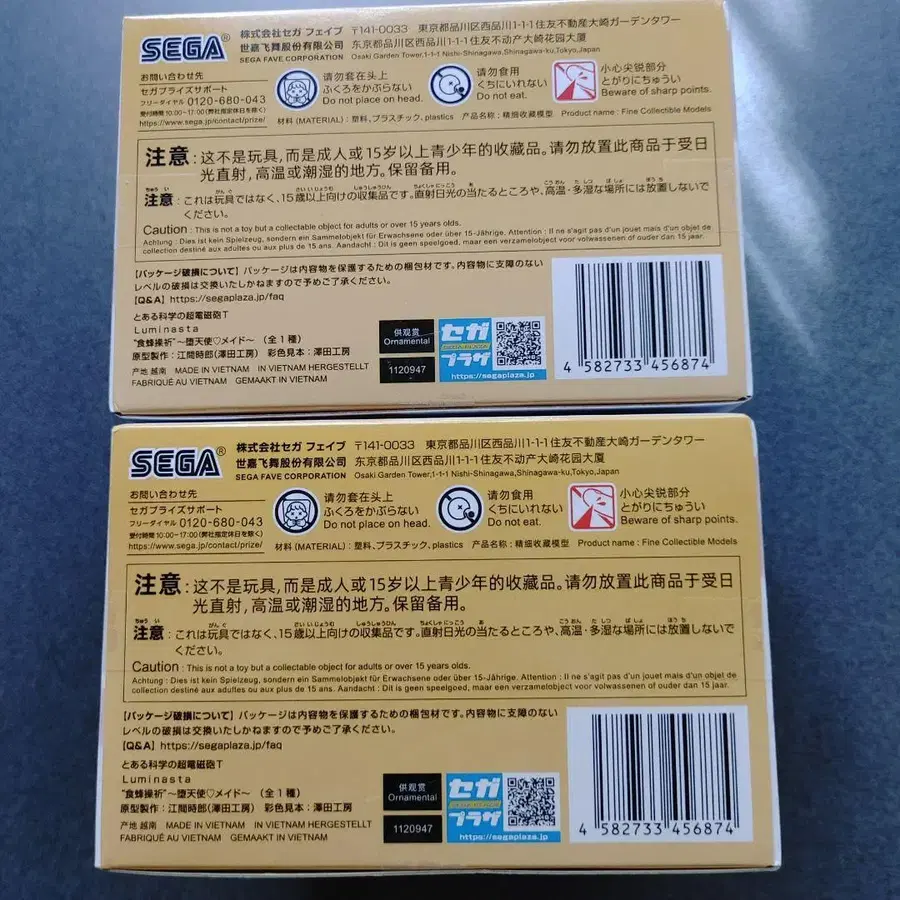 SEGA®
株式会社セガ フェイブ 〒141-0033 東京都品川区西品川1-1-1住友不動産大崎ガーデンタワー
世嘉飞舞股份有限公司 东京都品川区西品川1-1-1住友不动产大崎花园大厦
SEGA FAVE CORPORATION Osaki Garden Tower,1-1-1 Nishi-Shinagawa,Shinagawa-ku,Tokyo,Japan
お問い合わせ先
セガプライズサポート
フリーダイヤル 0120-680-043
受付時間 10:00~17:00(弊社指定休日を除く)
https://www.sega.jp/contact/prize/
请勿套在头上
ふくろをかぶらない
Do not place on head.
请勿食用
くちにいれない
Do not eat.
小心尖锐部分
とがりにちゅうい
Beware of sharp points.
材料 (MATERIAL) : 塑料、プラスチック、plastics 产品名称 : 精细收藏模型 Product name : Fine Collectible Models
注意 : 这不是玩具,而是成人或15岁以上青少年的收藏品。请勿放置此商品于受日
光直射,高温或潮湿的地方。保留备用。
注意 : これは玩具ではなく、15歳以上向けの収集品です。直射日光の当たるところや、高温・多湿な場所には放置しないで
ください。
Caution : This is not a toy but a collectable object for adults or over 15 years old.
Achtung : Dies ist kein Spielzeug, sondern ein Sammelobjekt für Erwachsene oder über 15-Jährige. Attention : Il ne s'agit pas d'un jouet mais d'un objet de
collection destiné aux adultes ou aux plus de 15 ans. Aandacht : Dit is geen speelgoed, maar een verzamelobject voor volwassenen of ouder dan 15 jaar.
【パッケージ破損について】パッケージは内容物を保護するための梱包材です。内容物に支障のない
レベルの破損は交換いたしかねますので予めご了承ください。
【Q&A】https://segaplaza.jp/faq
とある科学の超電磁砲T
Luminasta
"食蜂操祈"～堕天使♡メイド～ (全1種)
原型製作:江間時郎(澤田工房) 彩色見本:澤田工房
产地 越南 MADE IN VIETNAM IN VIETNAM HERGESTELLT
FABRIQUÉ AU VIETNAM GEMAAKT IN VIETNAM
供观赏
Ornamental
1120947
セガ
プラザ
https://segaplaza.jp
4 582733 456874
SEGA®
株式会社セガ フェイブ 〒141-0033 東京都品川区西品川1-1-1住友不動産大崎ガーデンタワー
世嘉飞舞股份有限公司 东京都品川区西品川1-1-1住友不动产大崎花园大厦
SEGA FAVE CORPORATION Osaki Garden Tower,1-1-1 Nishi-Shinagawa,Shinagawa-ku,Tokyo,Japan
お問い合わせ先
セガプライズサポート
フリーダイヤル 0120-680-043
受付時間 10:00~17:00(弊社指定休日を除く)
https://www.sega.jp/contact/prize/
请勿套在头上
ふくろをかぶらない
Do not place on head.
请勿食用
くちにいれない
Do not eat.
小心尖锐部分
とがりにちゅうい
Beware of sharp points.
材料 (MATERIAL) : 塑料、プラスチック、plastics 产品名称 : 精细收藏模型 Product name : Fine Collectible Models
注意 : 这不是玩具,而是成人或15岁以上青少年的收藏品。请勿放置此商品于受日
光直射,高温或潮湿的地方。保留备用。
注意 : これは玩具ではなく、15歳以上向けの収集品です。直射日光の当たるところや、高温・多湿な場所には放置しないで
ください。
Caution : This is not a toy but a collectable object for adults or over 15 years olds.
Achtung : Dies ist kein Spielzeug, sondern ein Sammelobjekt für Erwachsene oder über 15-Jährige. Attention : Il ne s'agit pas d'un jouet mais d'un objet de
collection destiné aux adultes ou aux plus de 15 ans. Aandacht : Dit is geen speelgoed, maar een verzamelobject voor volwassenen of ouder dan 15 jaar.
【パッケージ破損について】パッケージは内容物を保護するための梱包材です。内容物に支障のない
レベルの破損は交換いたしかねますので予めご了承ください。
【Q&A】https://segaplaza.jp/faq
とある科学の超電磁砲T
Luminasta
"食蜂操祈"～堕天使♡メイド～ (全1種)
原型製作:江間時郎(澤田工房) 彩色見本:澤田工房
产地 越南 MADE IN VIETNAM IN VIETNAM HERGESTELLT
FABRIQUÉ AU VIETNAM GEMAAKT IN VIETNAM
供观赏
Ornamental
1120947
セガ
プラザ
https://segaplaza.jp
4 582733 456874